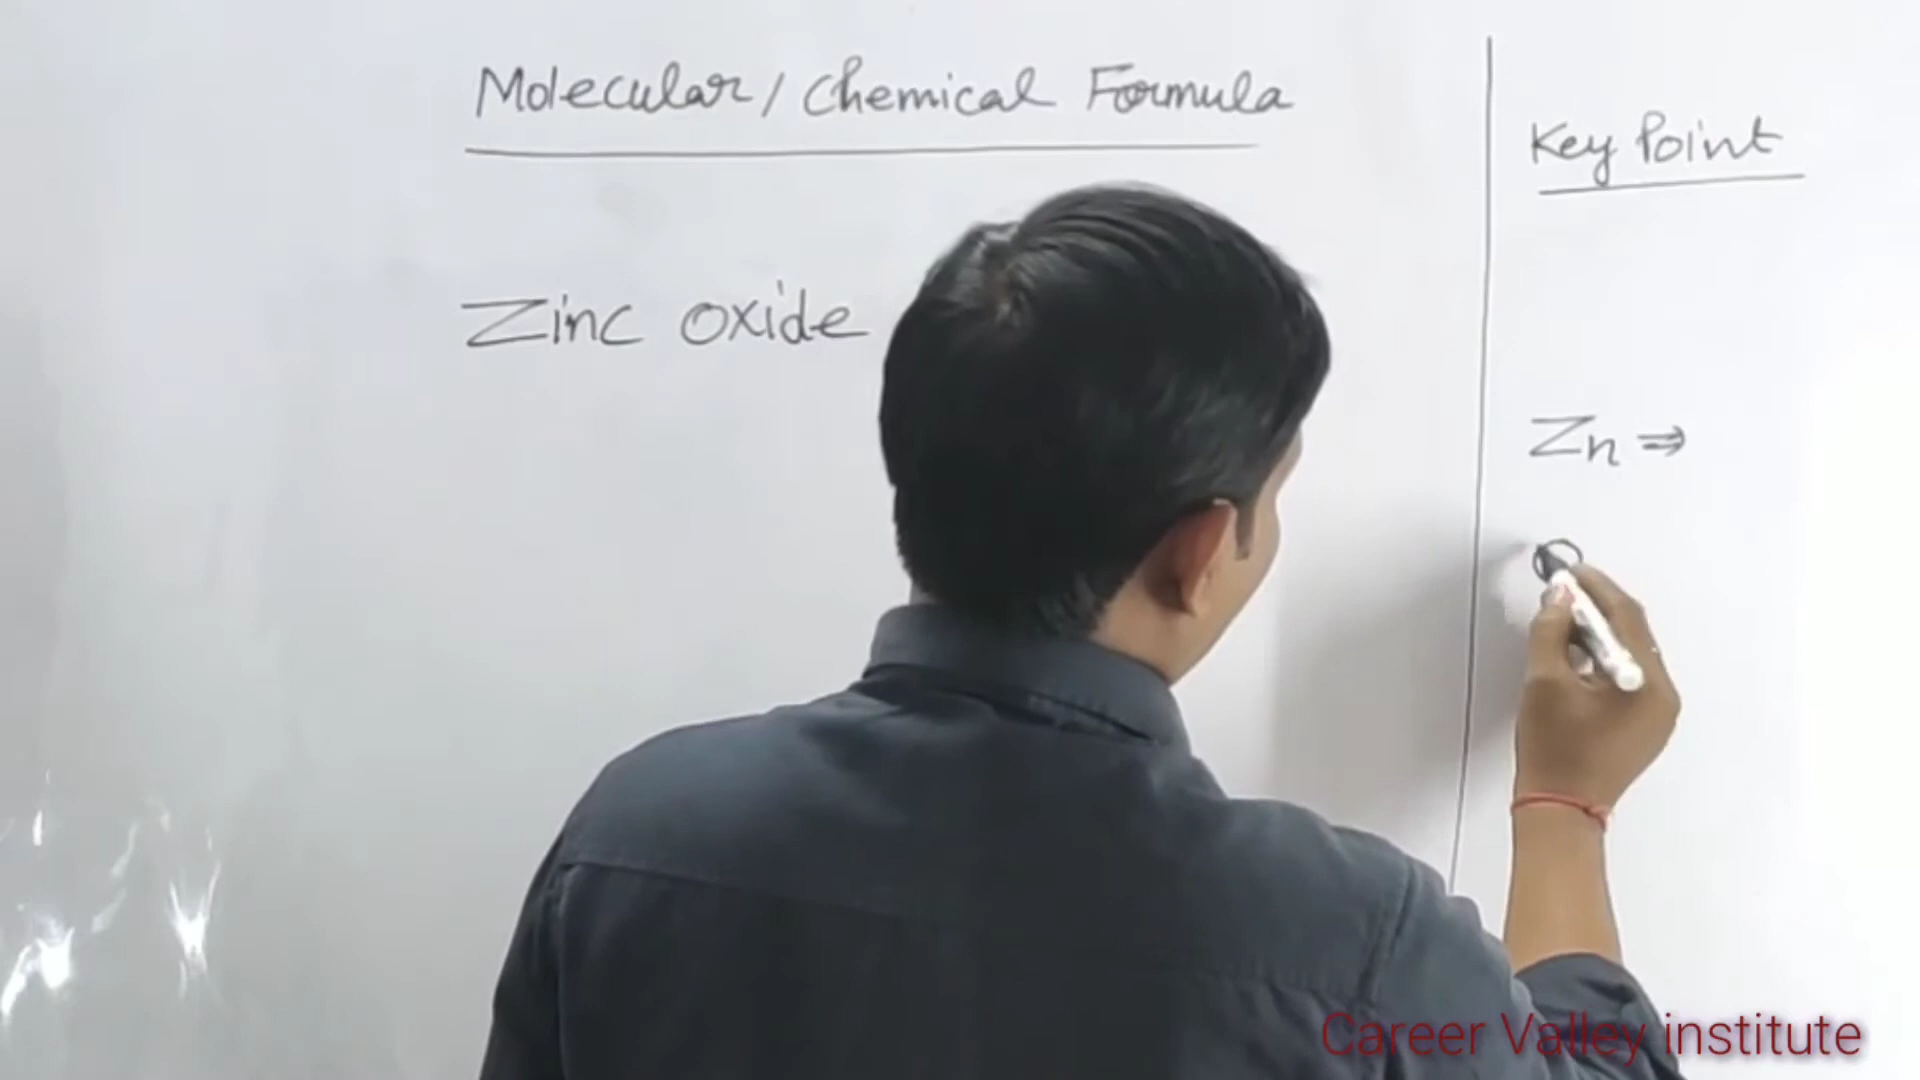 Molecular / Chemical Formula
Key Point
Zinc oxide
Zn ⇒
O
Career Valley institute